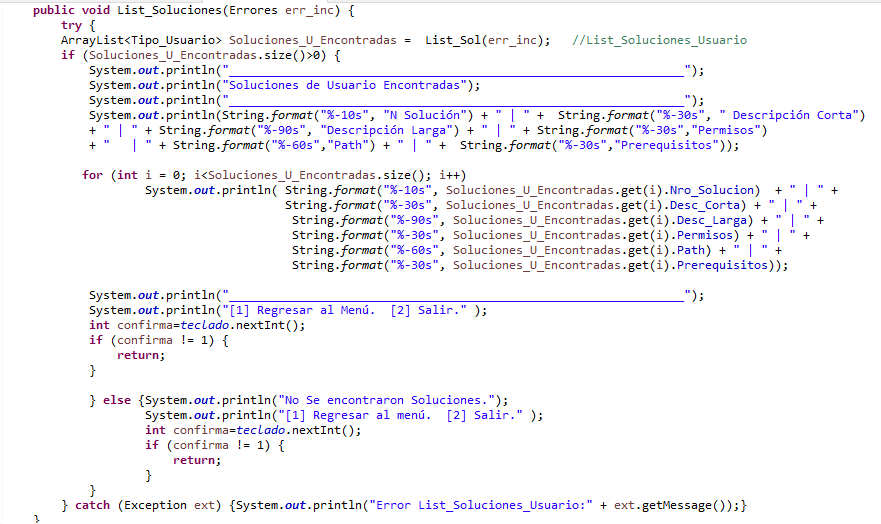 public void List_Soluciones(Errores err_inc) {
try {
ArrayList<Tipo_Usuario> Soluciones_U_Encontradas =  List_Sol(err_inc);   //List_Soluciones_Usuario
if (Soluciones_U_Encontradas.size()>0) {
System.out.println("_________________________________________________________________");
System.out.println("Soluciones de Usuario Encontradas");
System.out.println("_________________________________________________________________");
System.out.println(String.format("%-10s", "N Solución") + " | " +  String.format("%-30s", " Descripción Corta")
+ " | " + String.format("%-90s", "Descripción Larga") + " | " + String.format("%-30s","Permisos")
+ "   | " + String.format("%-60s","Path") + " | " +  String.format("%-30s","Prerequisitos"));
for (int i = 0; i<Soluciones_U_Encontradas.size(); i++)
System.out.println( String.format("%-10s", Soluciones_U_Encontradas.get(i).Nro_Solucion)  + " | " +
String.format("%-30s", Soluciones_U_Encontradas.get(i).Desc_Corta) + " | " +
String.format("%-90s", Soluciones_U_Encontradas.get(i).Desc_Larga) + " | " +
String.format("%-30s", Soluciones_U_Encontradas.get(i).Permisos) + " | " +
String.format("%-60s", Soluciones_U_Encontradas.get(i).Path) + " | " +
String.format("%-30s", Soluciones_U_Encontradas.get(i).Prerequisitos));
System.out.println("_________________________________________________________________");
System.out.println("[1] Regresar al Menú.  [2] Salir." );
int confirma=teclado.nextInt();
if (confirma != 1) {
return;
}
} else {System.out.println("No Se encontraron Soluciones.");
System.out.println("[1] Regresar al menú.  [2] Salir." );
int confirma=teclado.nextInt();
if (confirma != 1) {
return;
}
}
} catch (Exception ext) {System.out.println("Error List_Soluciones_Usuario:" + ext.getMessage());}
}